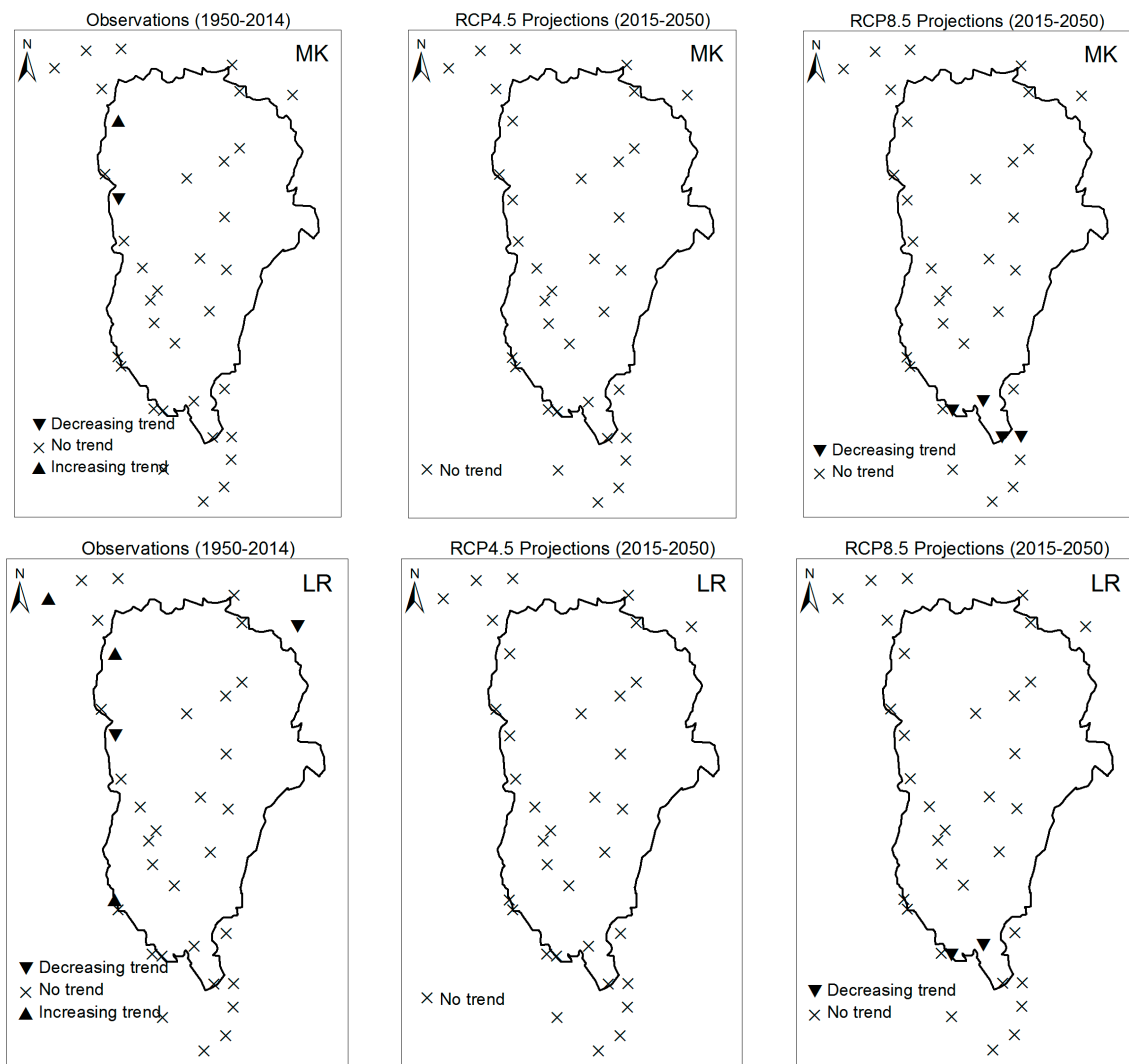 Observations (1950-2014)
RCP4.5 Projections (2015-2050)
RCP8.5 Projections (2015-2050)
N
MK
N
MK
N
MK
Decreasing trend
No trend
Increasing trend
No trend
Decreasing trend
No trend
Observations (1950-2014)
RCP4.5 Projections (2015-2050)
RCP8.5 Projections (2015-2050)
N
LR
N
LR
N
LR
Decreasing trend
No trend
Increasing trend
No trend
Decreasing trend
No trend